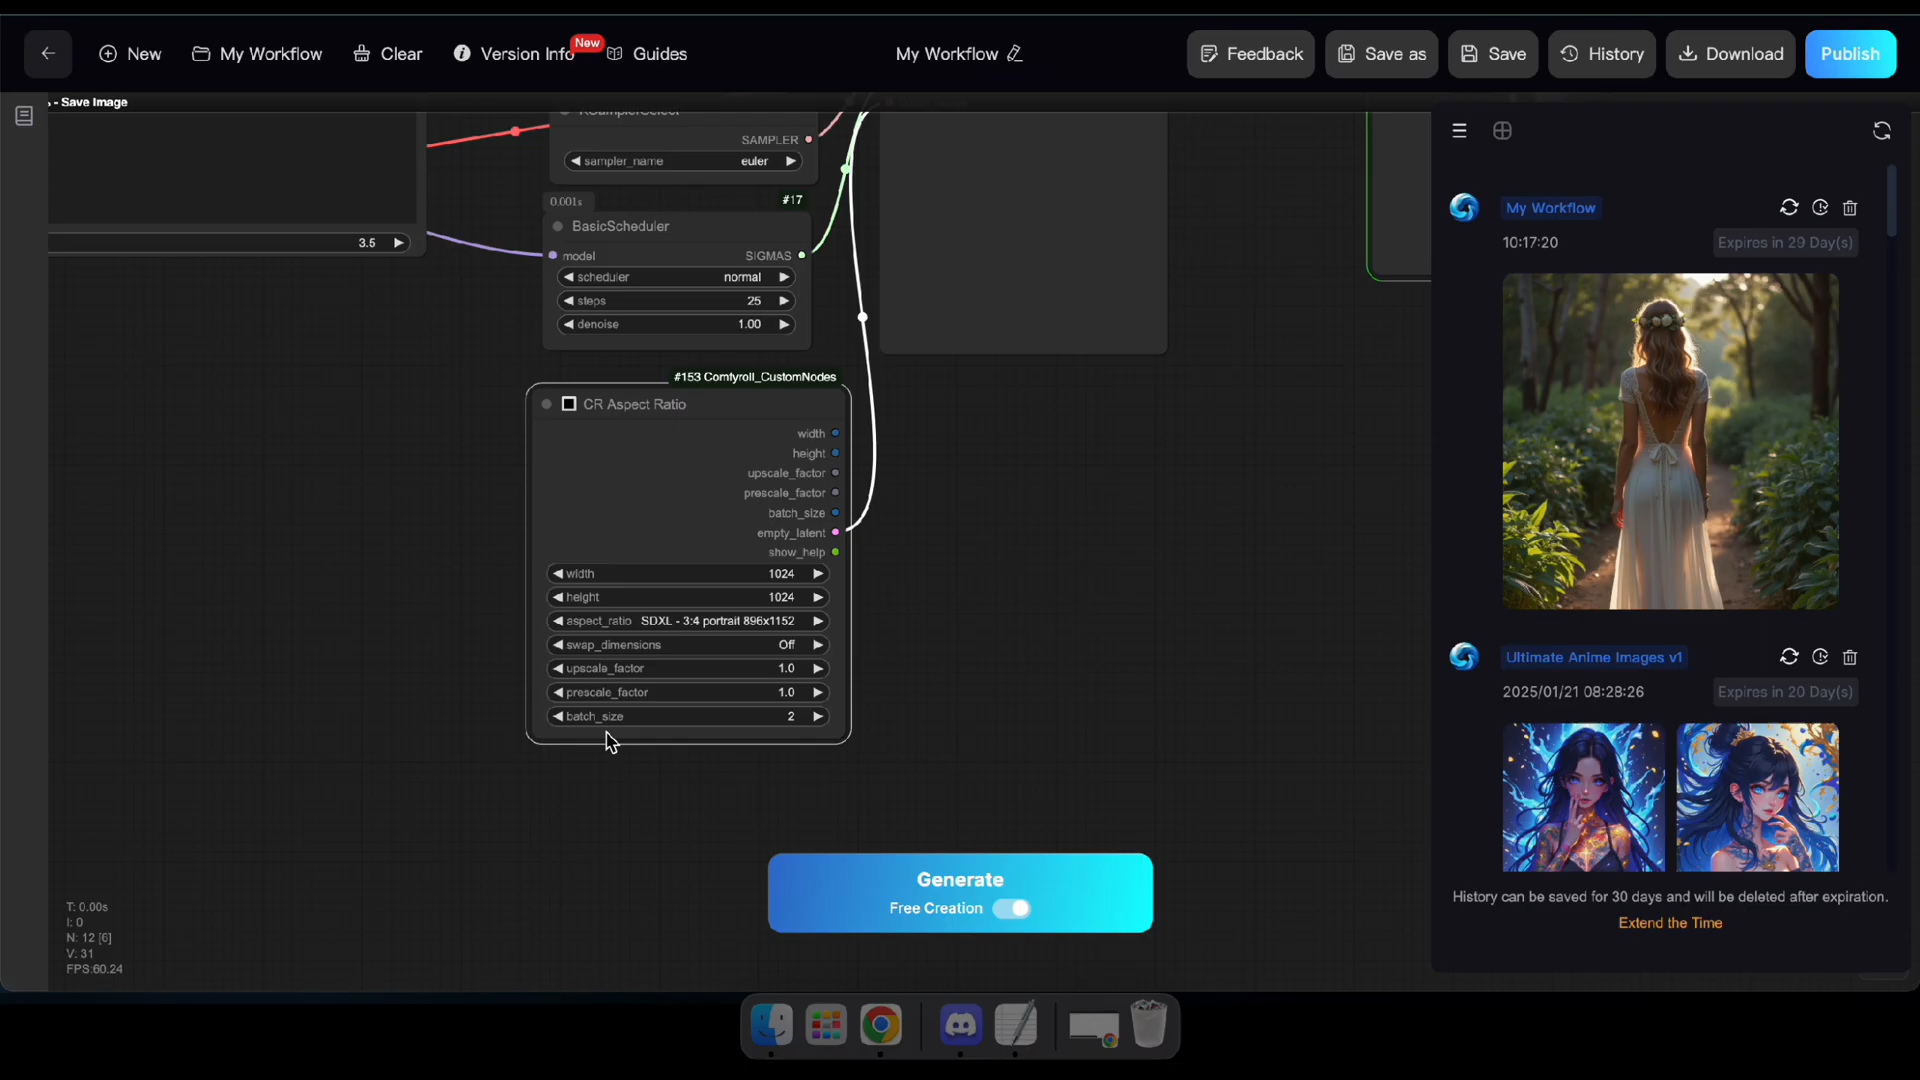 New
My Workflow
Clear
Version Info
New
Guides
My Workflow
Feedback
Save as
Save
History
Download
Publish
- Save Image
KSamplerSelect
SAMPLER
sampler_name euler
3.5
0.001s
#17
BasicScheduler
model SIGMAS
scheduler normal
steps 25
denoise 1.00
#153 Comfyroll_CustomNodes
CR Aspect Ratio
width
height
upscale_factor
prescale_factor
batch_size
empty_latent
show_help
width 1024
height 1024
aspect_ratio SDXL - 3:4 portrait 896x1152
swap_dimensions Off
upscale_factor 1.0
prescale_factor 1.0
batch_size 2
Generate
Free Creation
T: 0.00s
I: 0
N: 12 [6]
V: 31
FPS:60.24
My Workflow
10:17:20
Expires in 29 Day(s)
Ultimate Anime Images v1
2025/01/21 08:28:26
Expires in 20 Day(s)
History can be saved for 30 days and will be deleted after expiration.
Extend the Time